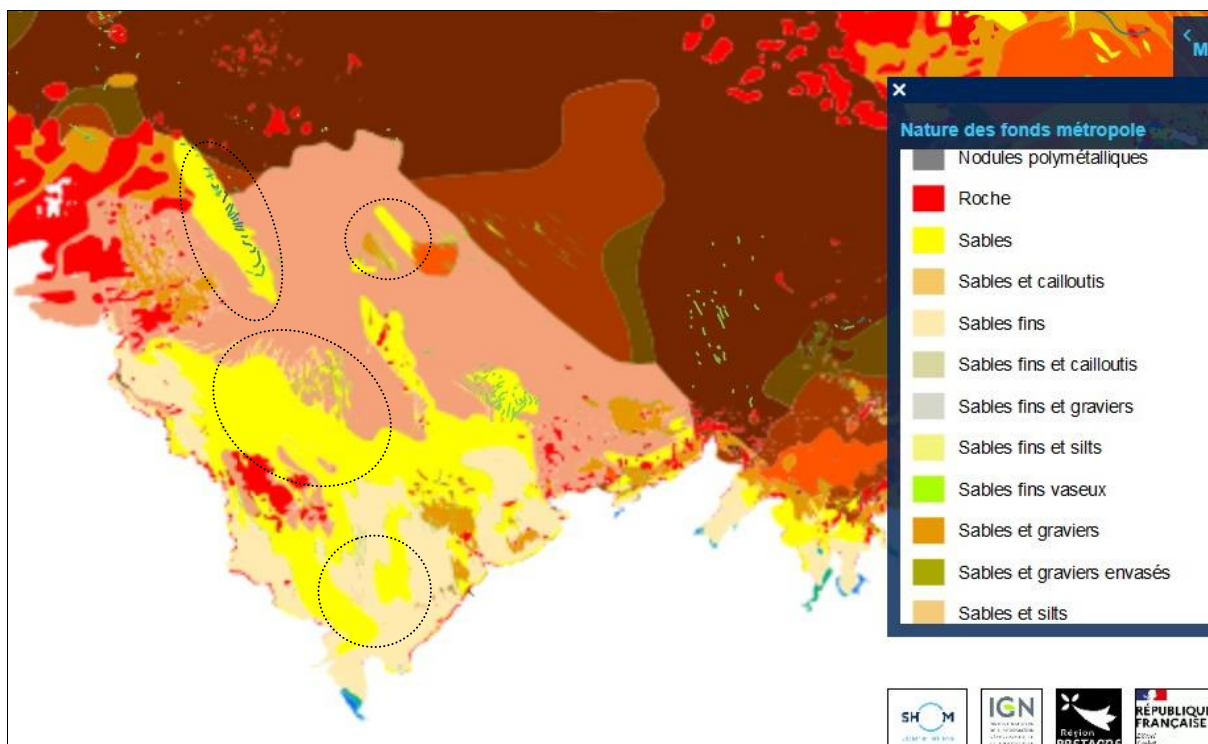 M
Nature des fonds métropole
Nodules polymétalliques
Roche
Sables
Sables et cailloutis
Sables fins
Sables fins et cailloutis
Sables fins et graviers
Sables fins et silts
Sables fins vaseux
Sables et graviers
Sables et graviers envasés
Sables et silts
SHOM
IGN
Région
BRETAGNE
RÉPUBLIQUE
FRANÇAISE